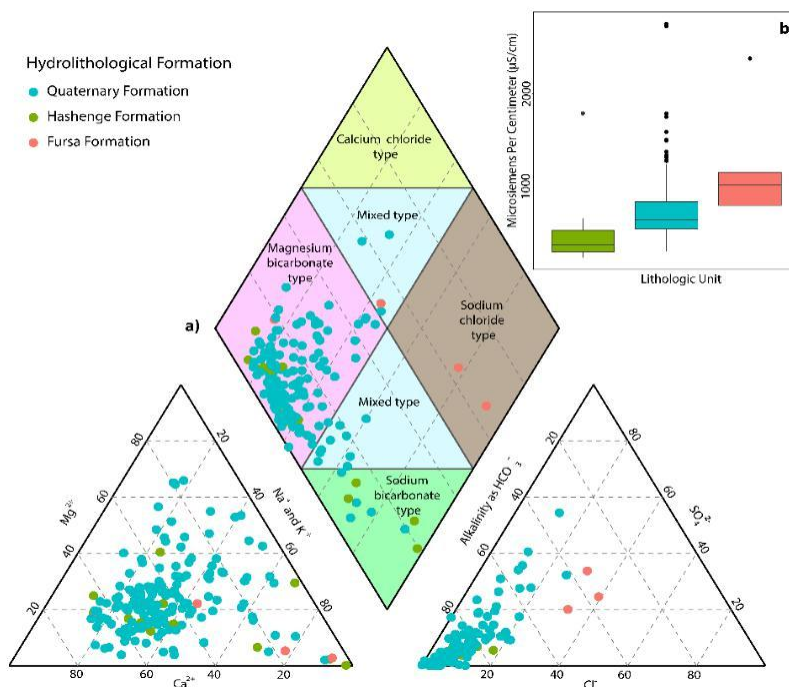 Hydrolithological Formation
Quaternary Formation
Hashenge Formation
Fursa Formation
b
Microsiemens Per Centimeter (µS/cm)
2000
1000
Lithologic Unit
a)
Calcium chloride
type
Mixed type
Magnesium
bicarbonate
type
Sodium
chloride
type
Mixed type
Sodium
bicarbonate
type
80
60
40
20
Mg²⁺
20
40
60
80
Na⁺ and K⁺
80
60
40
20
Ca²⁺
20
40
60
80
Alkalinity as HCO₃⁻
80
60
40
20
SO₄²⁻
20
40
60
80
Cl⁻